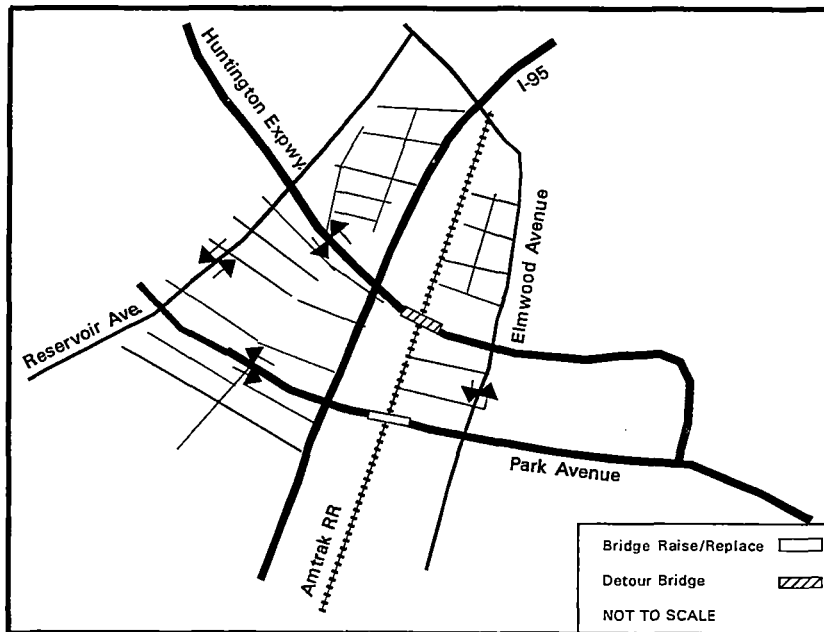 Huntington Expwy.
I-95
Elmwood Avenue
Reservoir Ave.
Park Avenue
Amtrak RR
Bridge Raise/Replace
Detour Bridge
NOT TO SCALE